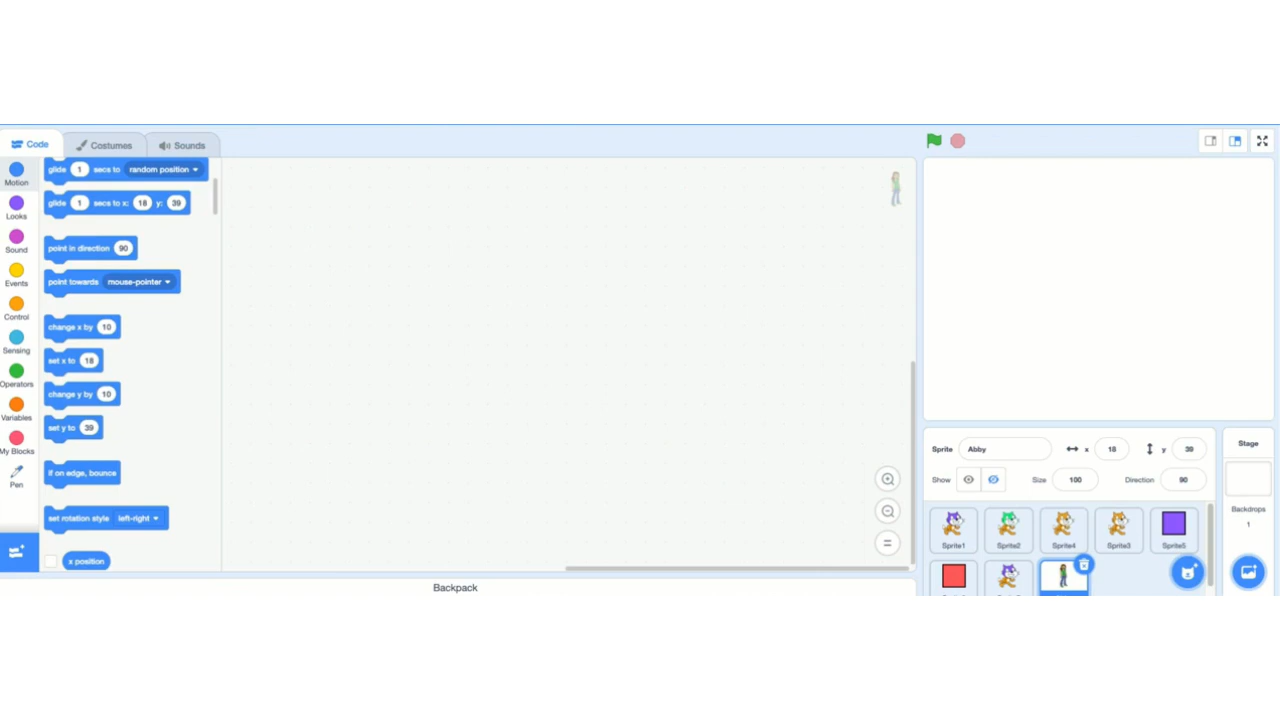 Code
Costumes
Sounds
Motion
Looks
Sound
Events
Control
Sensing
Operators
Variables
My Blocks
Pen
glide 1 secs to random position
glide 1 secs to x: 18 y: 39
point in direction 90
point towards mouse-pointer
change x by 10
set x to 18
change y by 10
set y to 39
if on edge, bounce
set rotation style left-right
x position
Backpack
Sprite Abby x 18 y 39
Show Size 100 Direction 90
Sprite1 Sprite2 Sprite4 Sprite3 Sprite5
Stage
Backdrops
1